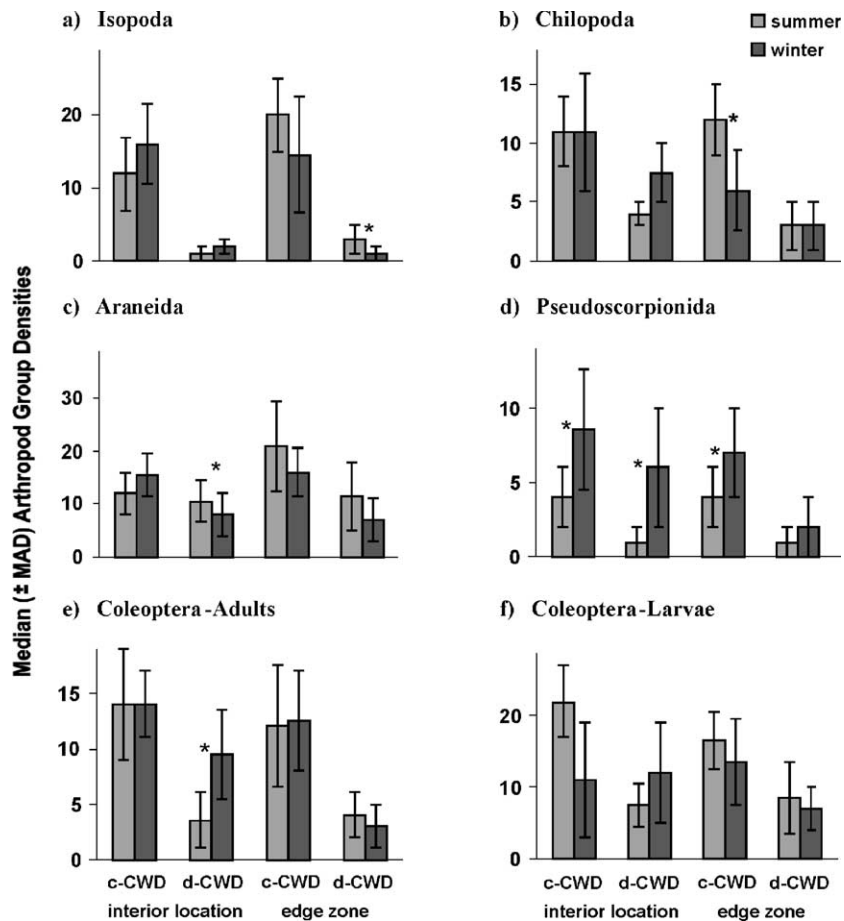 a) Isopoda
b) Chilopoda
summer
winter
20
10
0
*
15
10
5
0
*
c) Araneida
d) Pseudoscorpionida
30
20
10
0
*
10
5
0
*
*
*
e) Coleoptera-Adults
f) Coleoptera-Larvae
15
10
5
0
*
20
10
0
c-CWD d-CWD c-CWD d-CWD
interior location edge zone
c-CWD d-CWD c-CWD d-CWD
interior location edge zone
Median (± MAD) Arthropod Group Densities